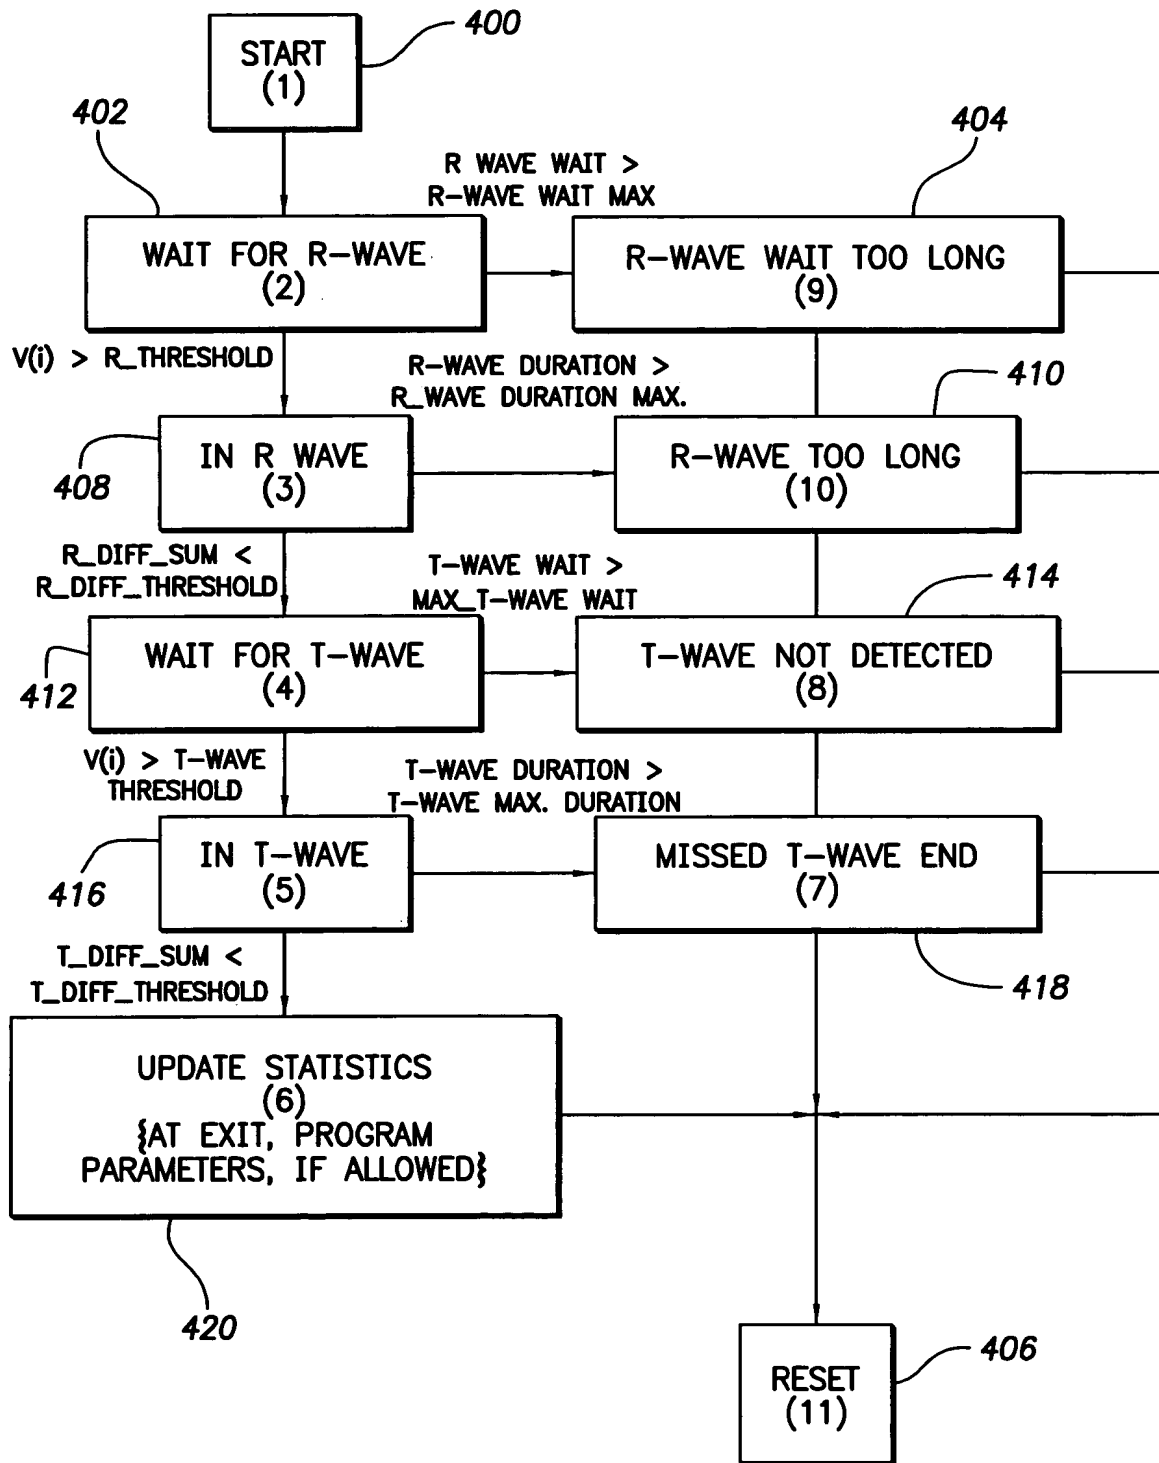 START
(1)
400
402
R WAVE WAIT >
R-WAVE WAIT MAX
404
WAIT FOR R-WAVE
(2)
R-WAVE WAIT TOO LONG
(9)
V(i) > R_THRESHOLD
R-WAVE DURATION >
R_WAVE DURATION MAX.
410
408
IN R WAVE
(3)
R-WAVE TOO LONG
(10)
R_DIFF_SUM <
R_DIFF_THRESHOLD
T-WAVE WAIT >
MAX_T-WAVE WAIT
414
412
WAIT FOR T-WAVE
(4)
T-WAVE NOT DETECTED
(8)
V(i) > T-WAVE
THRESHOLD
T-WAVE DURATION >
T-WAVE MAX. DURATION
416
IN T-WAVE
(5)
MISSED T-WAVE END
(7)
418
T_DIFF_SUM <
T_DIFF_THRESHOLD
UPDATE STATISTICS
(6)
{AT EXIT, PROGRAM
PARAMETERS, IF ALLOWED}
420
RESET
(11)
406